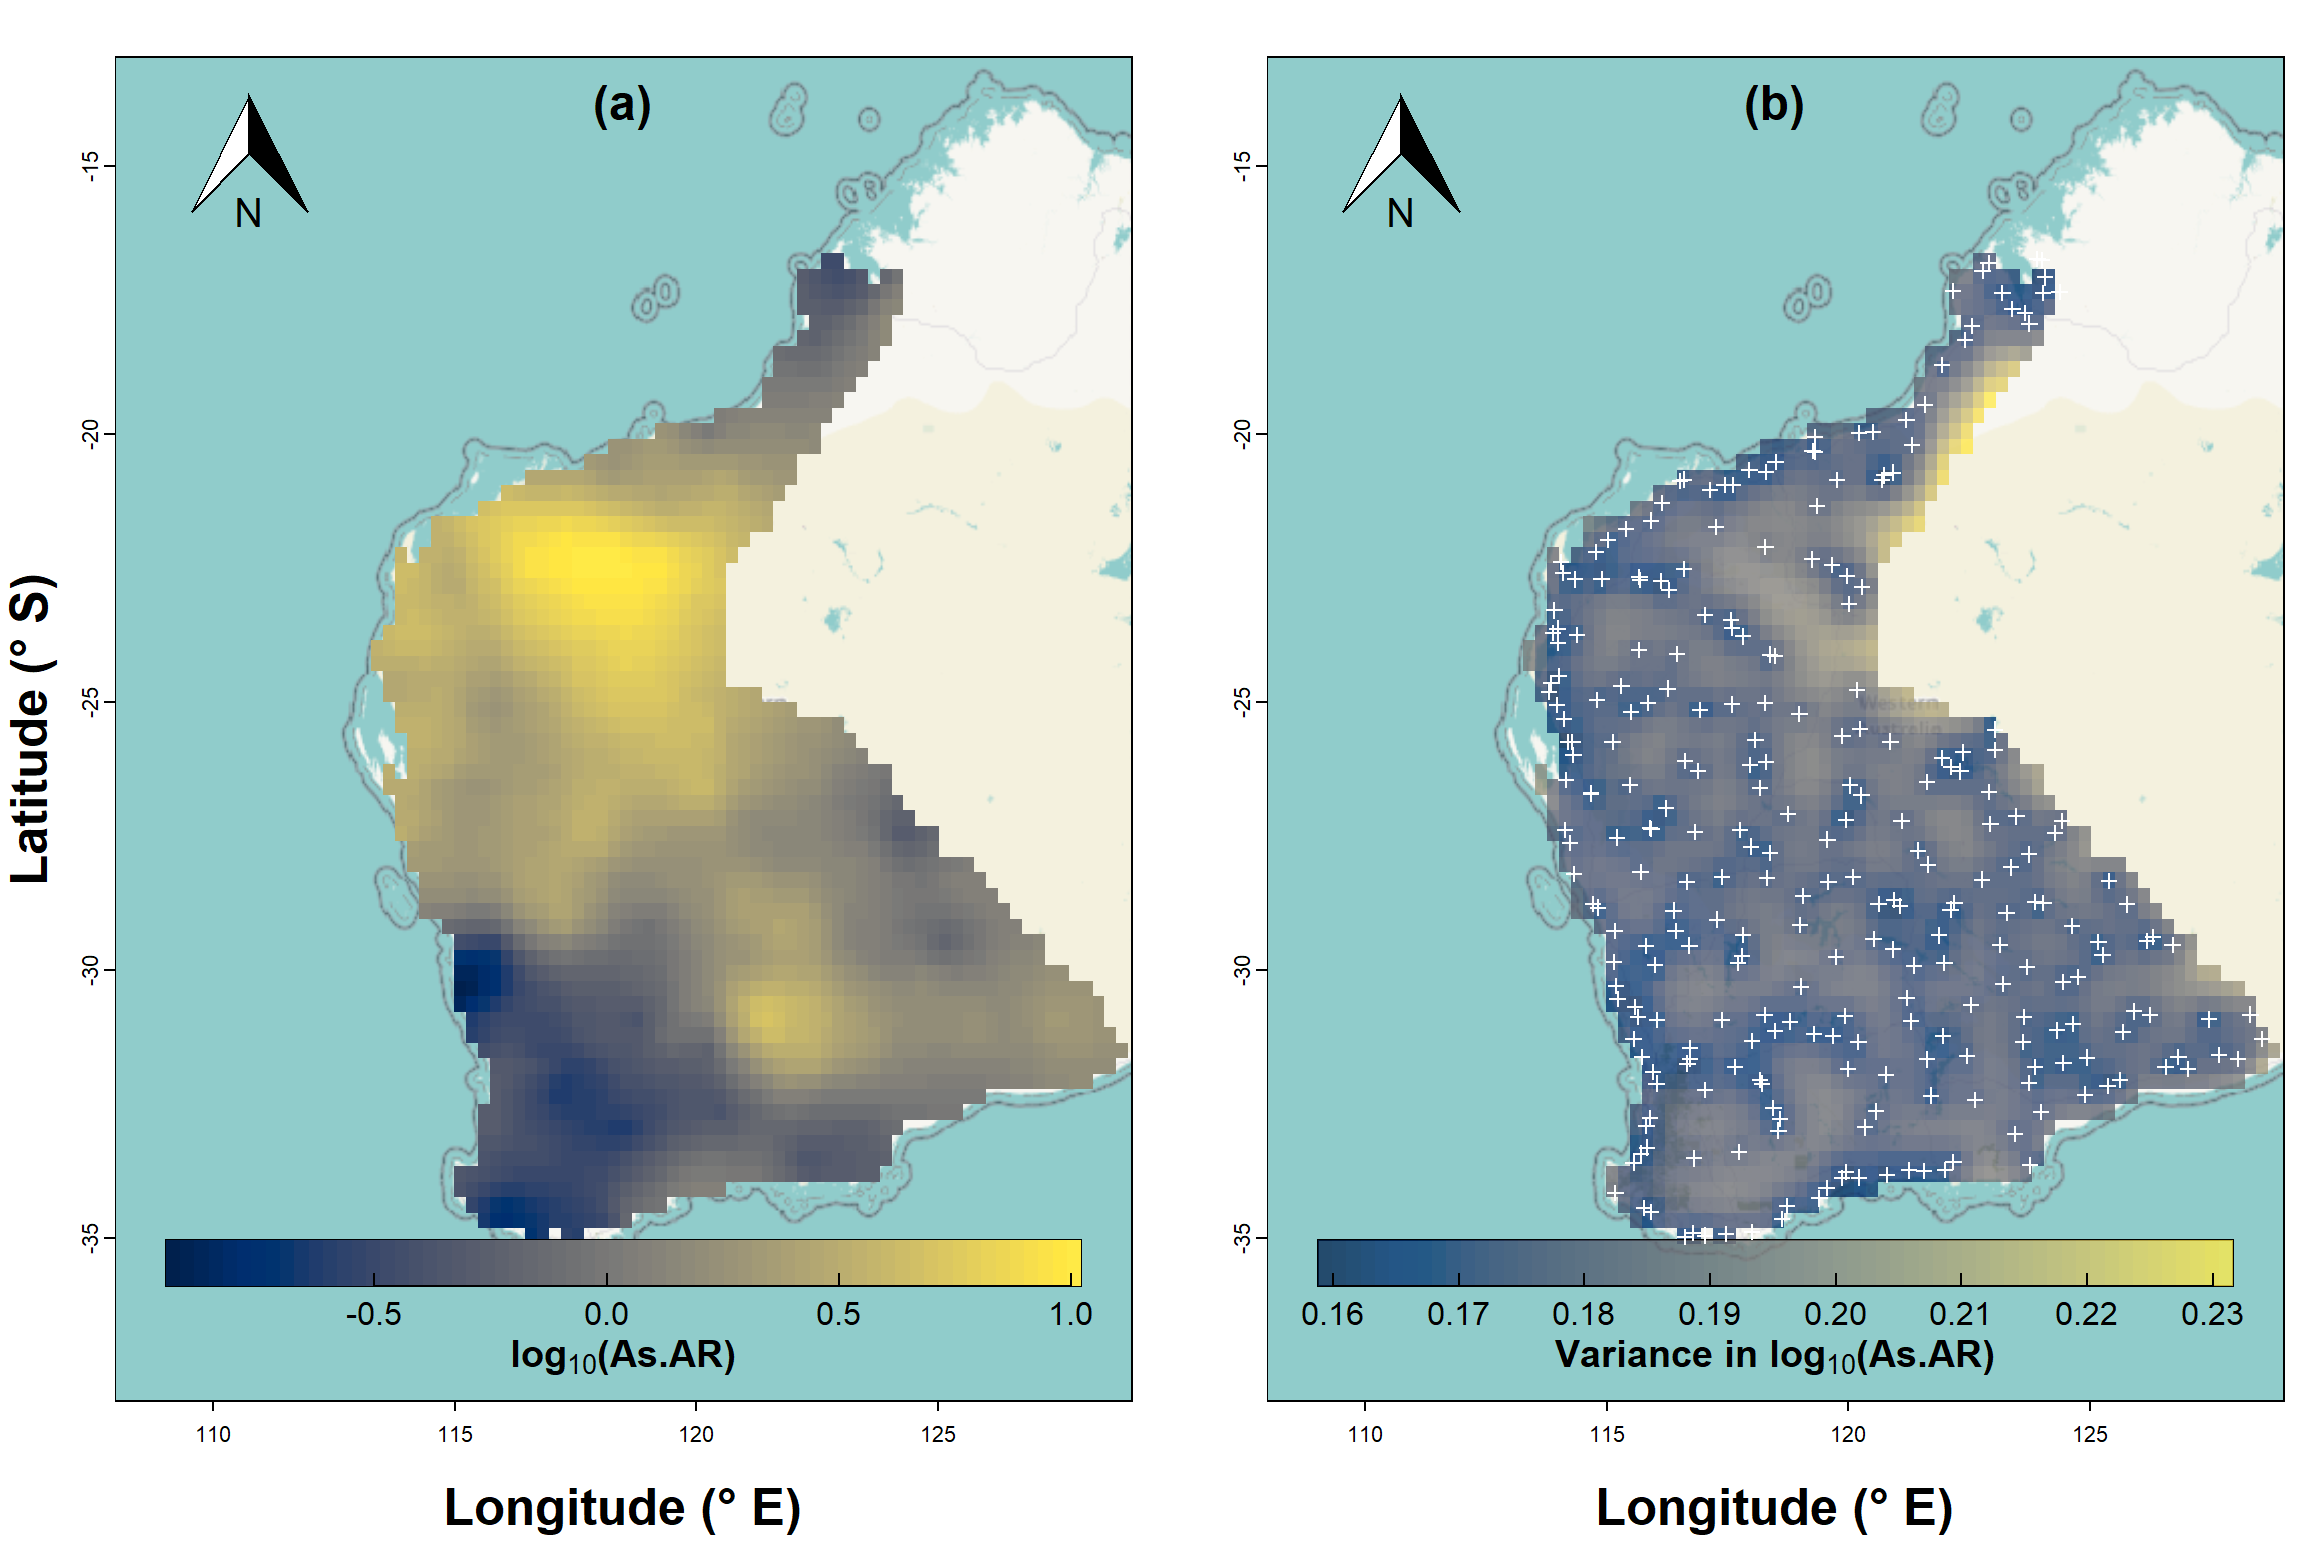 (a)
N
-15
-20
-25
-30
-35
Latitude (° S)
-0.5 0.0 0.5 1.0
log₁₀(As.AR)
110 115 120 125
Longitude (° E)
(b)
N
-15
-20
-25
-30
-35
Western
Australia
0.16 0.17 0.18 0.19 0.20 0.21 0.22 0.23
Variance in log₁₀(As.AR)
110 115 120 125
Longitude (° E)